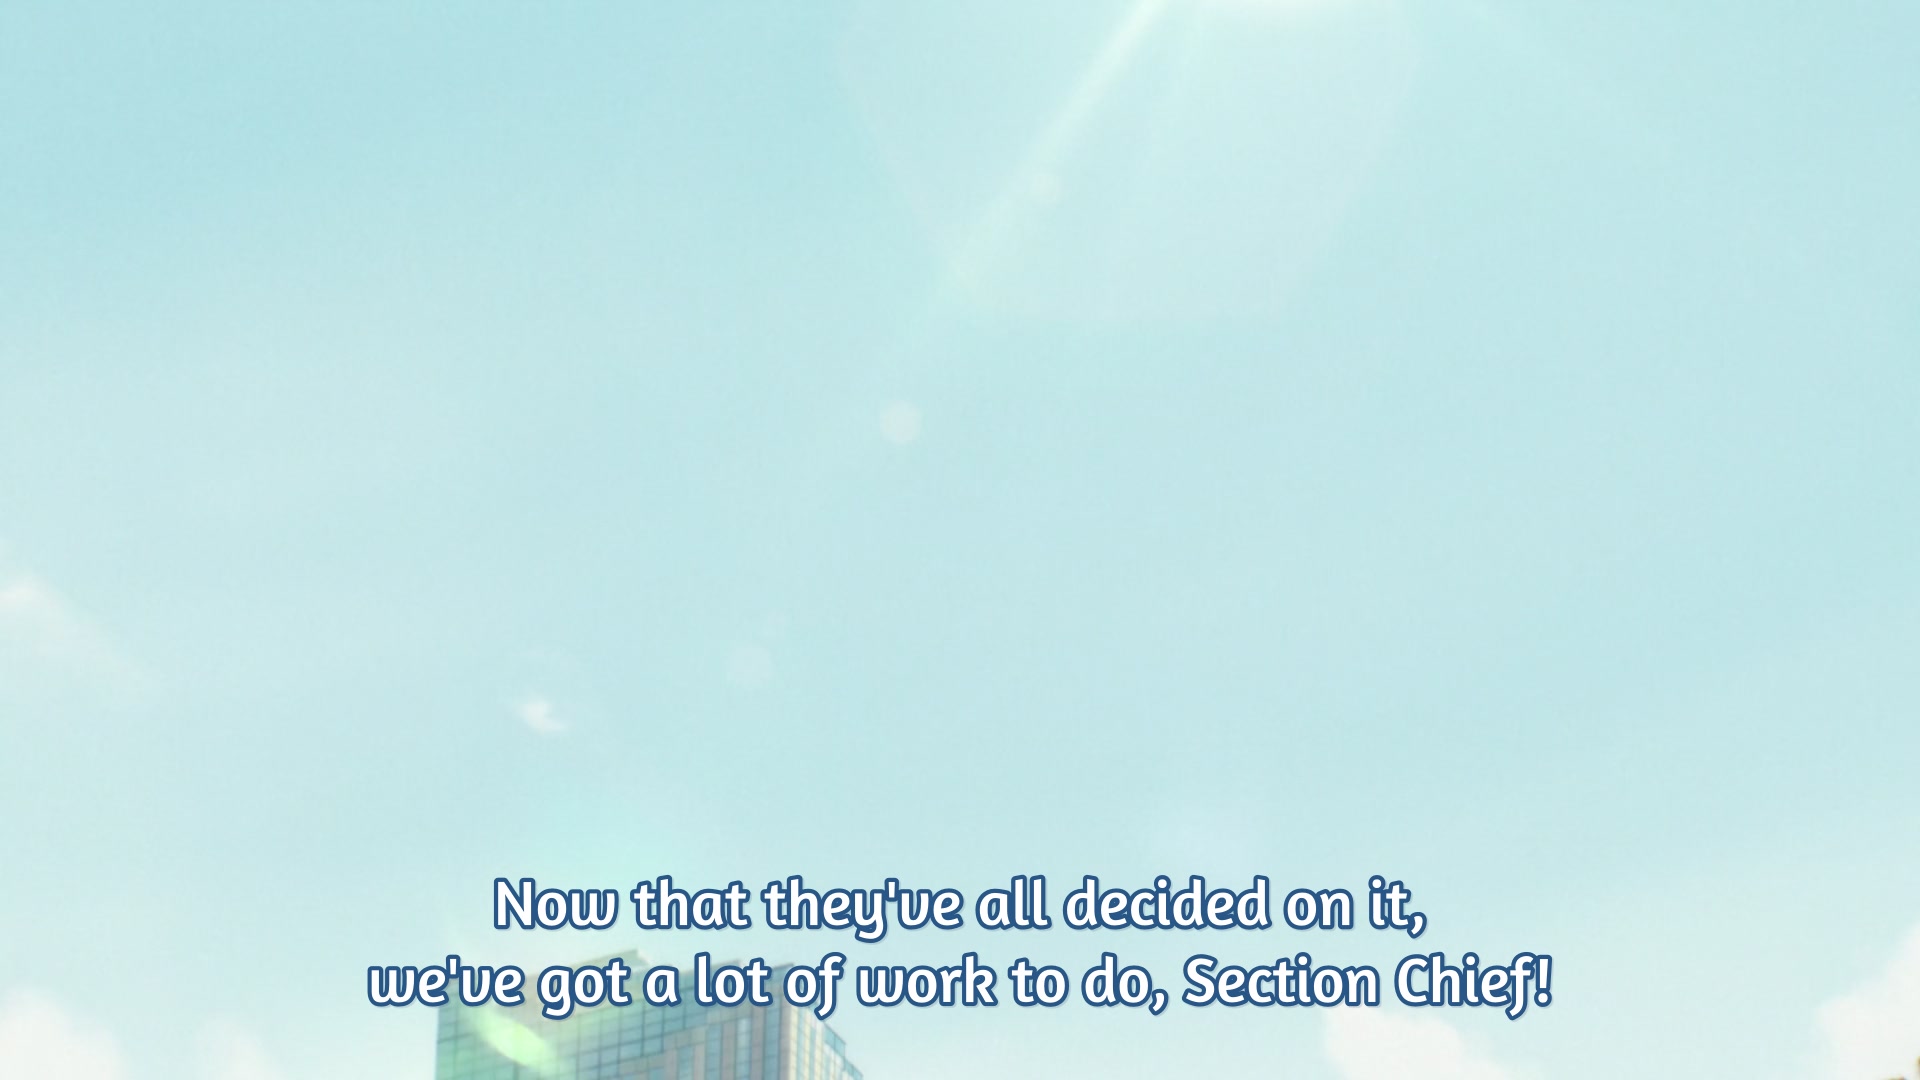 Now that they've all decided on it,
we've got a lot of work to do, Section Chief!